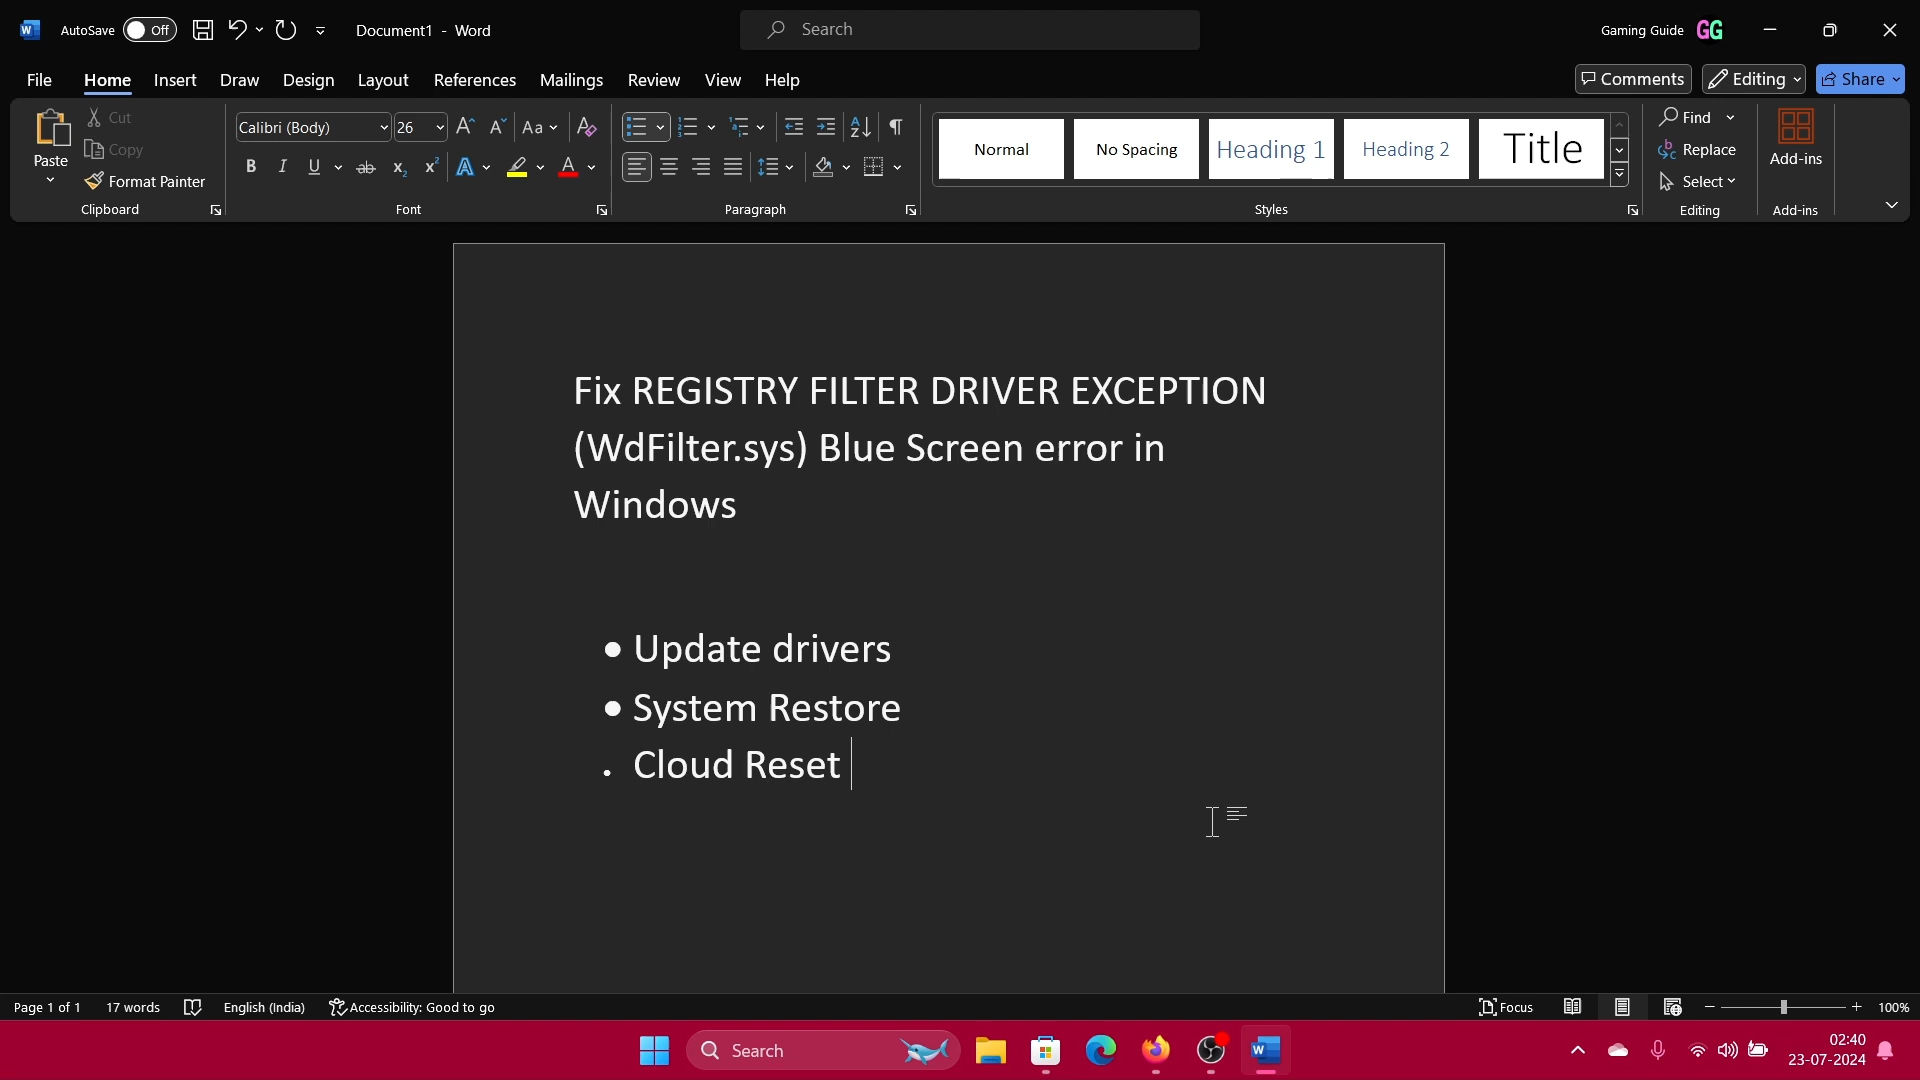 AutoSave Off Document1 - Word Search Gaming Guide GG
File Home Insert Draw Design Layout References Mailings Review View Help Comments Editing Share
Paste Cut Copy Format Painter Clipboard
Calibri (Body) 26 Font
Paragraph
Normal No Spacing Heading 1 Heading 2 Title Styles
Find Replace Select Editing
Add-ins Add-ins
Fix REGISTRY FILTER DRIVER EXCEPTION
(WdFilter.sys) Blue Screen error in
Windows
• Update drivers
• System Restore
• Cloud Reset
Page 1 of 1 17 words English (India) Accessibility: Good to go Focus 100%
Search 02:40
23-07-2024